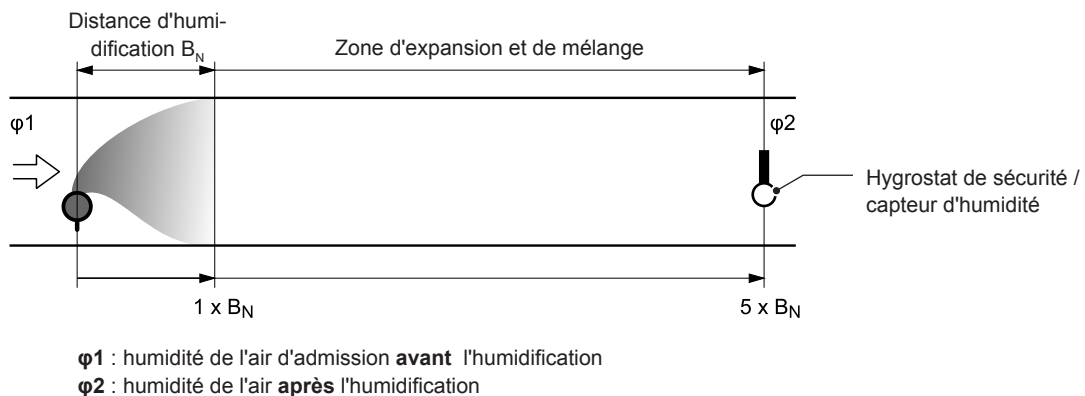 Distance d'humi-
dification B_N
Zone d'expansion et de mélange
φ1
φ2
Hygrostat de sécurité /
capteur d'humidité
1 x B_N
5 x B_N
φ1 : humidité de l'air d'admission avant l'humidification
φ2 : humidité de l'air après l'humidification